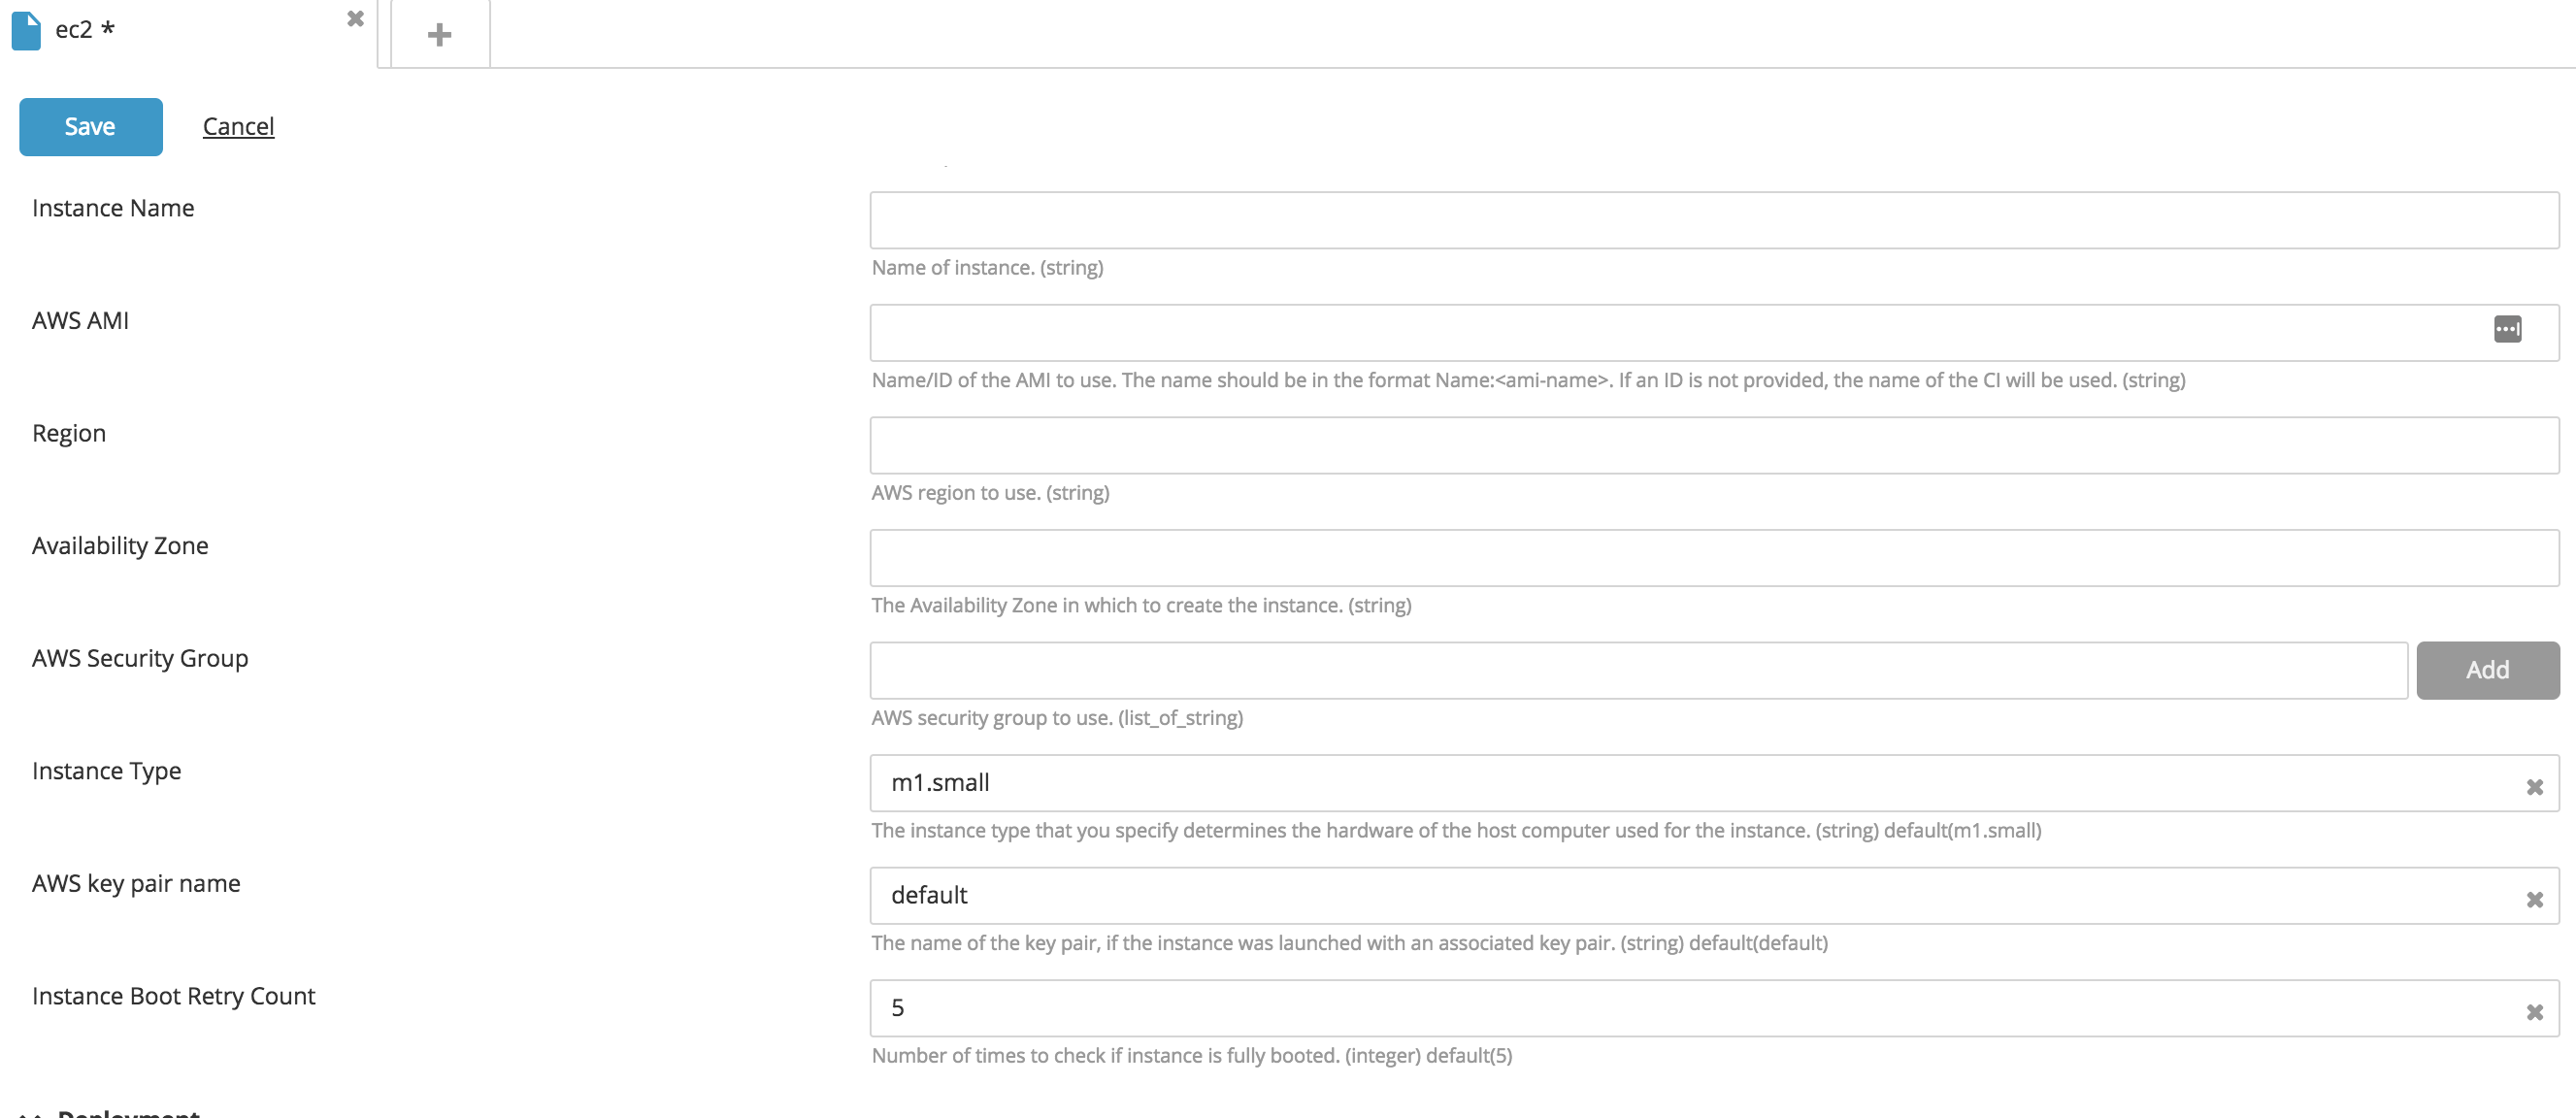 ec2 *
Save
Cancel
Instance Name
Name of instance. (string)
AWS AMI
Name/ID of the AMI to use. The name should be in the format Name:<ami-name>. If an ID is not provided, the name of the CI will be used. (string)
Region
AWS region to use. (string)
Availability Zone
The Availability Zone in which to create the instance. (string)
AWS Security Group
Add
AWS security group to use. (list_of_string)
Instance Type
m1.small
The instance type that you specify determines the hardware of the host computer used for the instance. (string) default(m1.small)
AWS key pair name
default
The name of the key pair, if the instance was launched with an associated key pair. (string) default(default)
Instance Boot Retry Count
5
Number of times to check if instance is fully booted. (integer) default(5)
Deployment